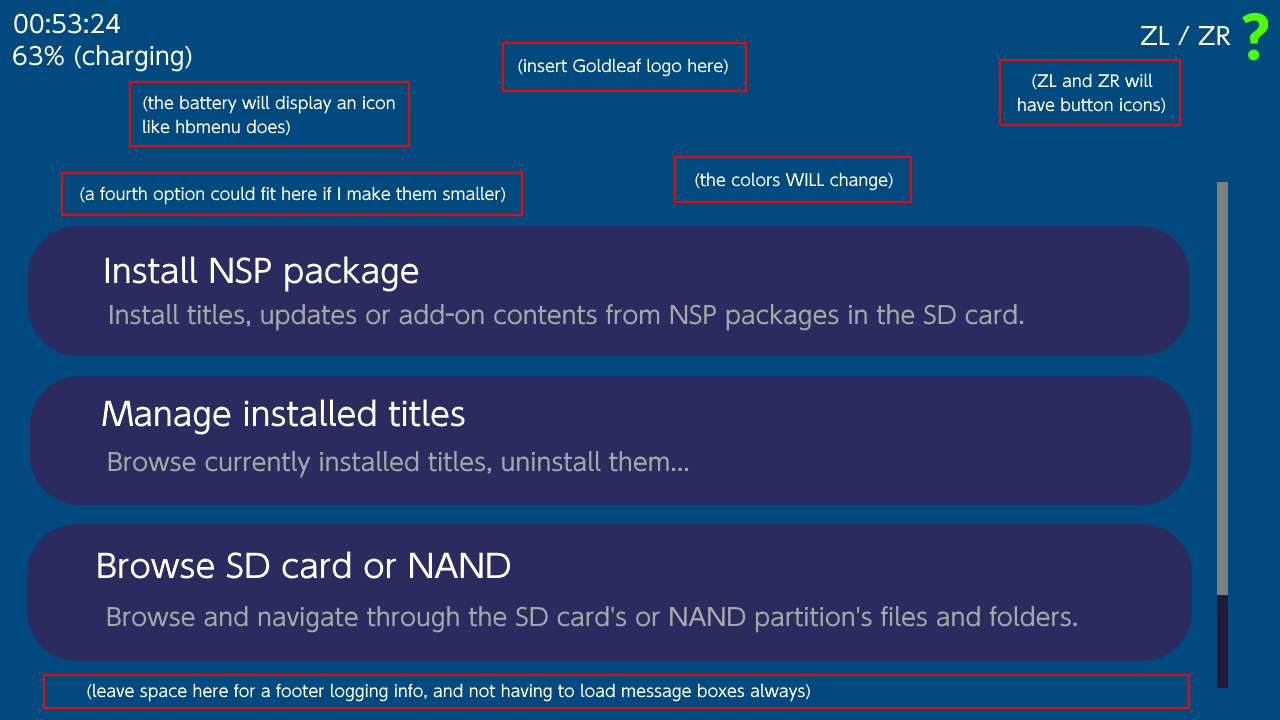 00:53:24
63% (charging)
ZL / ZR ?
(insert Goldleaf logo here)
(ZL and ZR will
have button icons)
(the battery will display an icon
like hbmenu does)
(the colors WILL change)
(a fourth option could fit here if I make them smaller)
Install NSP package
Install titles, updates or add-on contents from NSP packages in the SD card.
Manage installed titles
Browse currently installed titles, uninstall them...
Browse SD card or NAND
Browse and navigate through the SD card's or NAND partition's files and folders.
(leave space here for a footer logging info, and not having to load message boxes always)